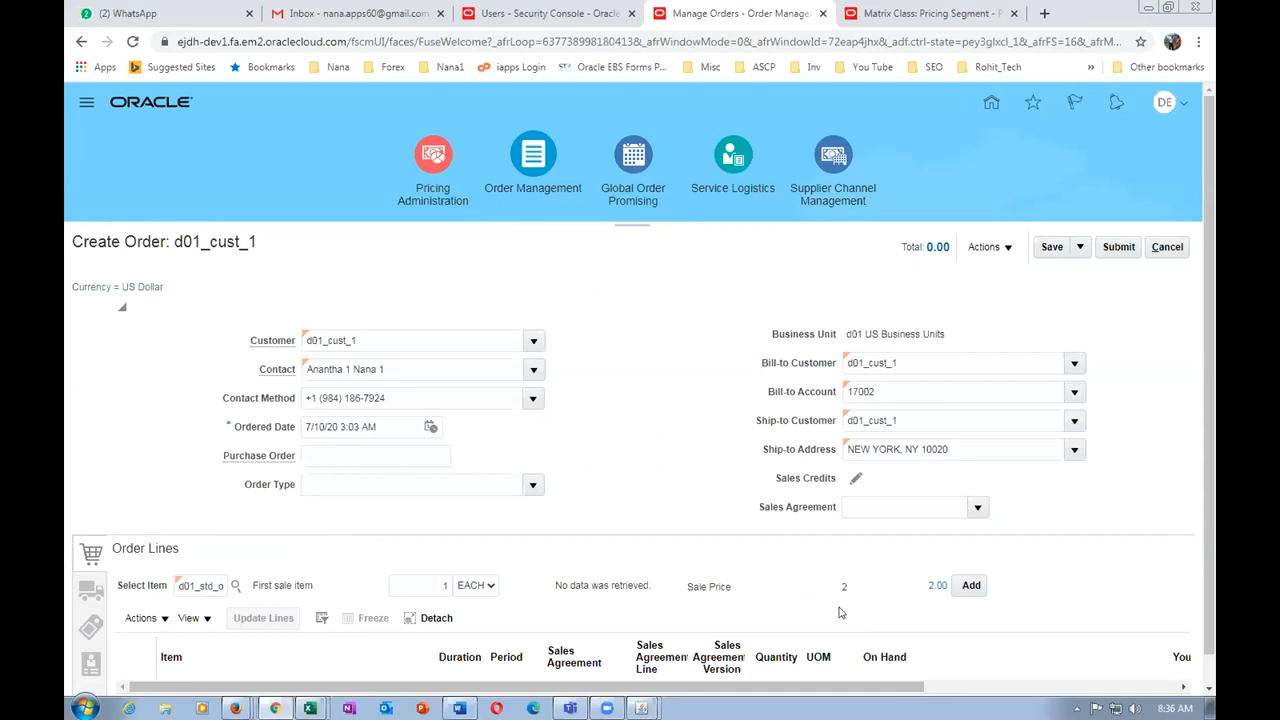 (2) WhatsApp
Inbox - nana.apps60@gmail.com
Users - Security Console - Oracle
Manage Orders - Order Manage
Matrix Class: Pricing Segment - P
ejdh-dev1.fa.em2.oraclecloud.com/fscmUI/faces/FuseWelcome?_afrLoop=6377399818041­3&_afrWindowMode=0&_afrWindowId=72eap4jhx&_adf.ctrl-state=pey3glxcl_1&_afrFS=16&_afrM...
Apps Suggested Sites Bookmarks Nana Forex Nana1 iapps Login Oracle EBS Forms P... Misc ASCP Inv You Tube SEO Rohit_Tech » Other bookmarks
ORACLE
DE
Pricing Administration
Order Management
Global Order Promising
Service Logistics
Supplier Channel Management
Create Order: d01_cust_1
Total: 0.00 Actions Save Submit Cancel
Currency = US Dollar
Customer d01_cust_1
Contact Anantha 1 Nana 1
Contact Method +1 (984) 186-7924
* Ordered Date 7/10/20 3:03 AM
Purchase Order
Order Type
Business Unit d01 US Business Units
Bill-to Customer d01_cust_1
Bill-to Account 17002
Ship-to Customer d01_cust_1
Ship-to Address NEW YORK, NY 10020
Sales Credits
Sales Agreement
Order Lines
Select Item d01_std_o First sale item 1 EACH No data was retrieved. Sale Price 2 2.00 Add
Actions View Update Lines Freeze Detach
Item Duration Period Sales Agreement Sales Agreement Line Sales Agreement Version Quantity UOM On Hand You
8:36 AM